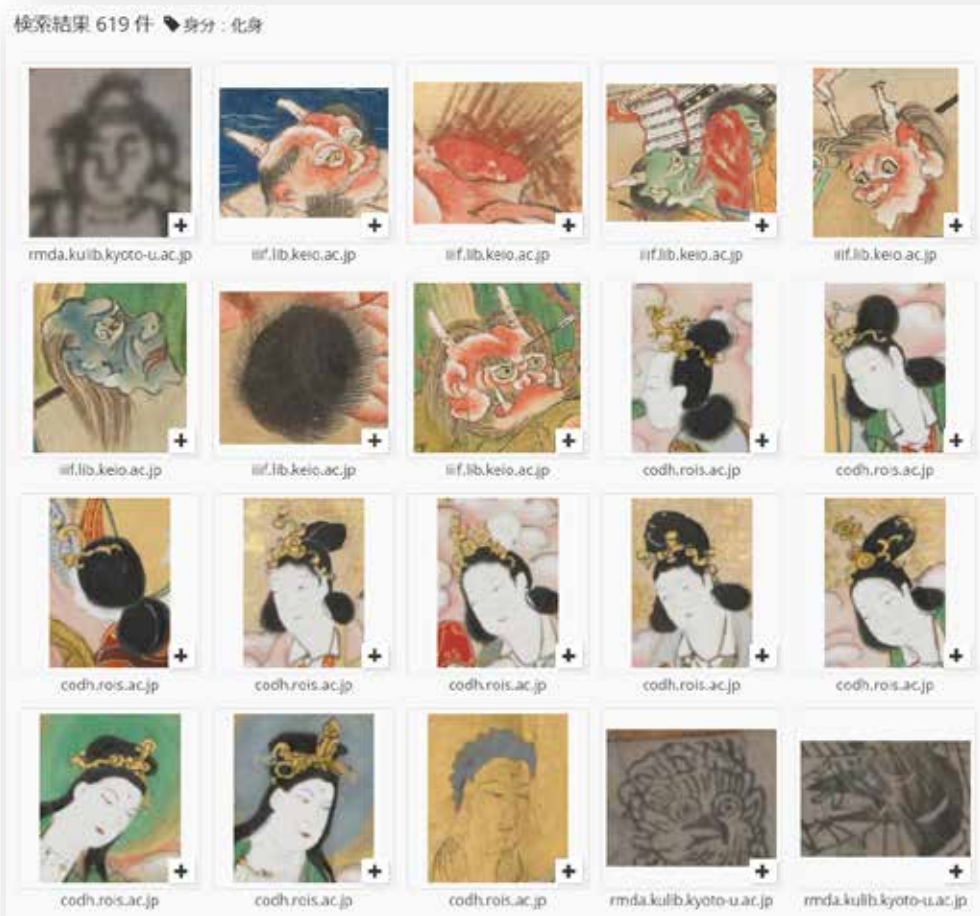 検索結果 619 件 身分 : 化身
rmda.kulib.kyoto-u.ac.jp iiif.lib.keio.ac.jp iiif.lib.keio.ac.jp iiif.lib.keio.ac.jp iiif.lib.keio.ac.jp
iiif.lib.keio.ac.jp iiif.lib.keio.ac.jp iiif.lib.keio.ac.jp codh.rois.ac.jp codh.rois.ac.jp
codh.rois.ac.jp codh.rois.ac.jp codh.rois.ac.jp codh.rois.ac.jp codh.rois.ac.jp
codh.rois.ac.jp codh.rois.ac.jp codh.rois.ac.jp rmda.kulib.kyoto-u.ac.jp rmda.kulib.kyoto-u.ac.jp